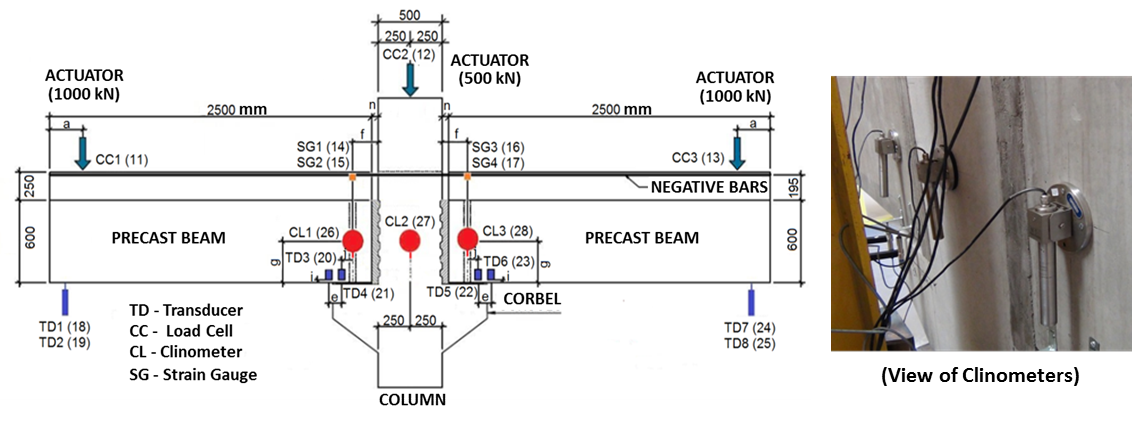 500
250 250
CC2 (12)
ACTUATOR
(500 kN)
ACTUATOR
(1000 kN)
ACTUATOR
(1000 kN)
2500 mm
n
n
2500 mm
a
f
f
a
CC1 (11)
SG1 (14)
SG2 (15)
SG3 (16)
SG4 (17)
CC3 (13)
250
NEGATIVE BARS
195
600
PRECAST BEAM
CL1 (26)
CL2 (27)
CL3 (28)
PRECAST BEAM
600
g
TD3 (20)
TD6 (23)
g
i
i
TD4 (21)
TD5 (22)
e
e
CORBEL
TD1 (18)
TD2 (19)
TD7 (24)
TD8 (25)
250 250
TD - Transducer
CC - Load Cell
CL - Clinometer
SG - Strain Gauge
COLUMN
(View of Clinometers)